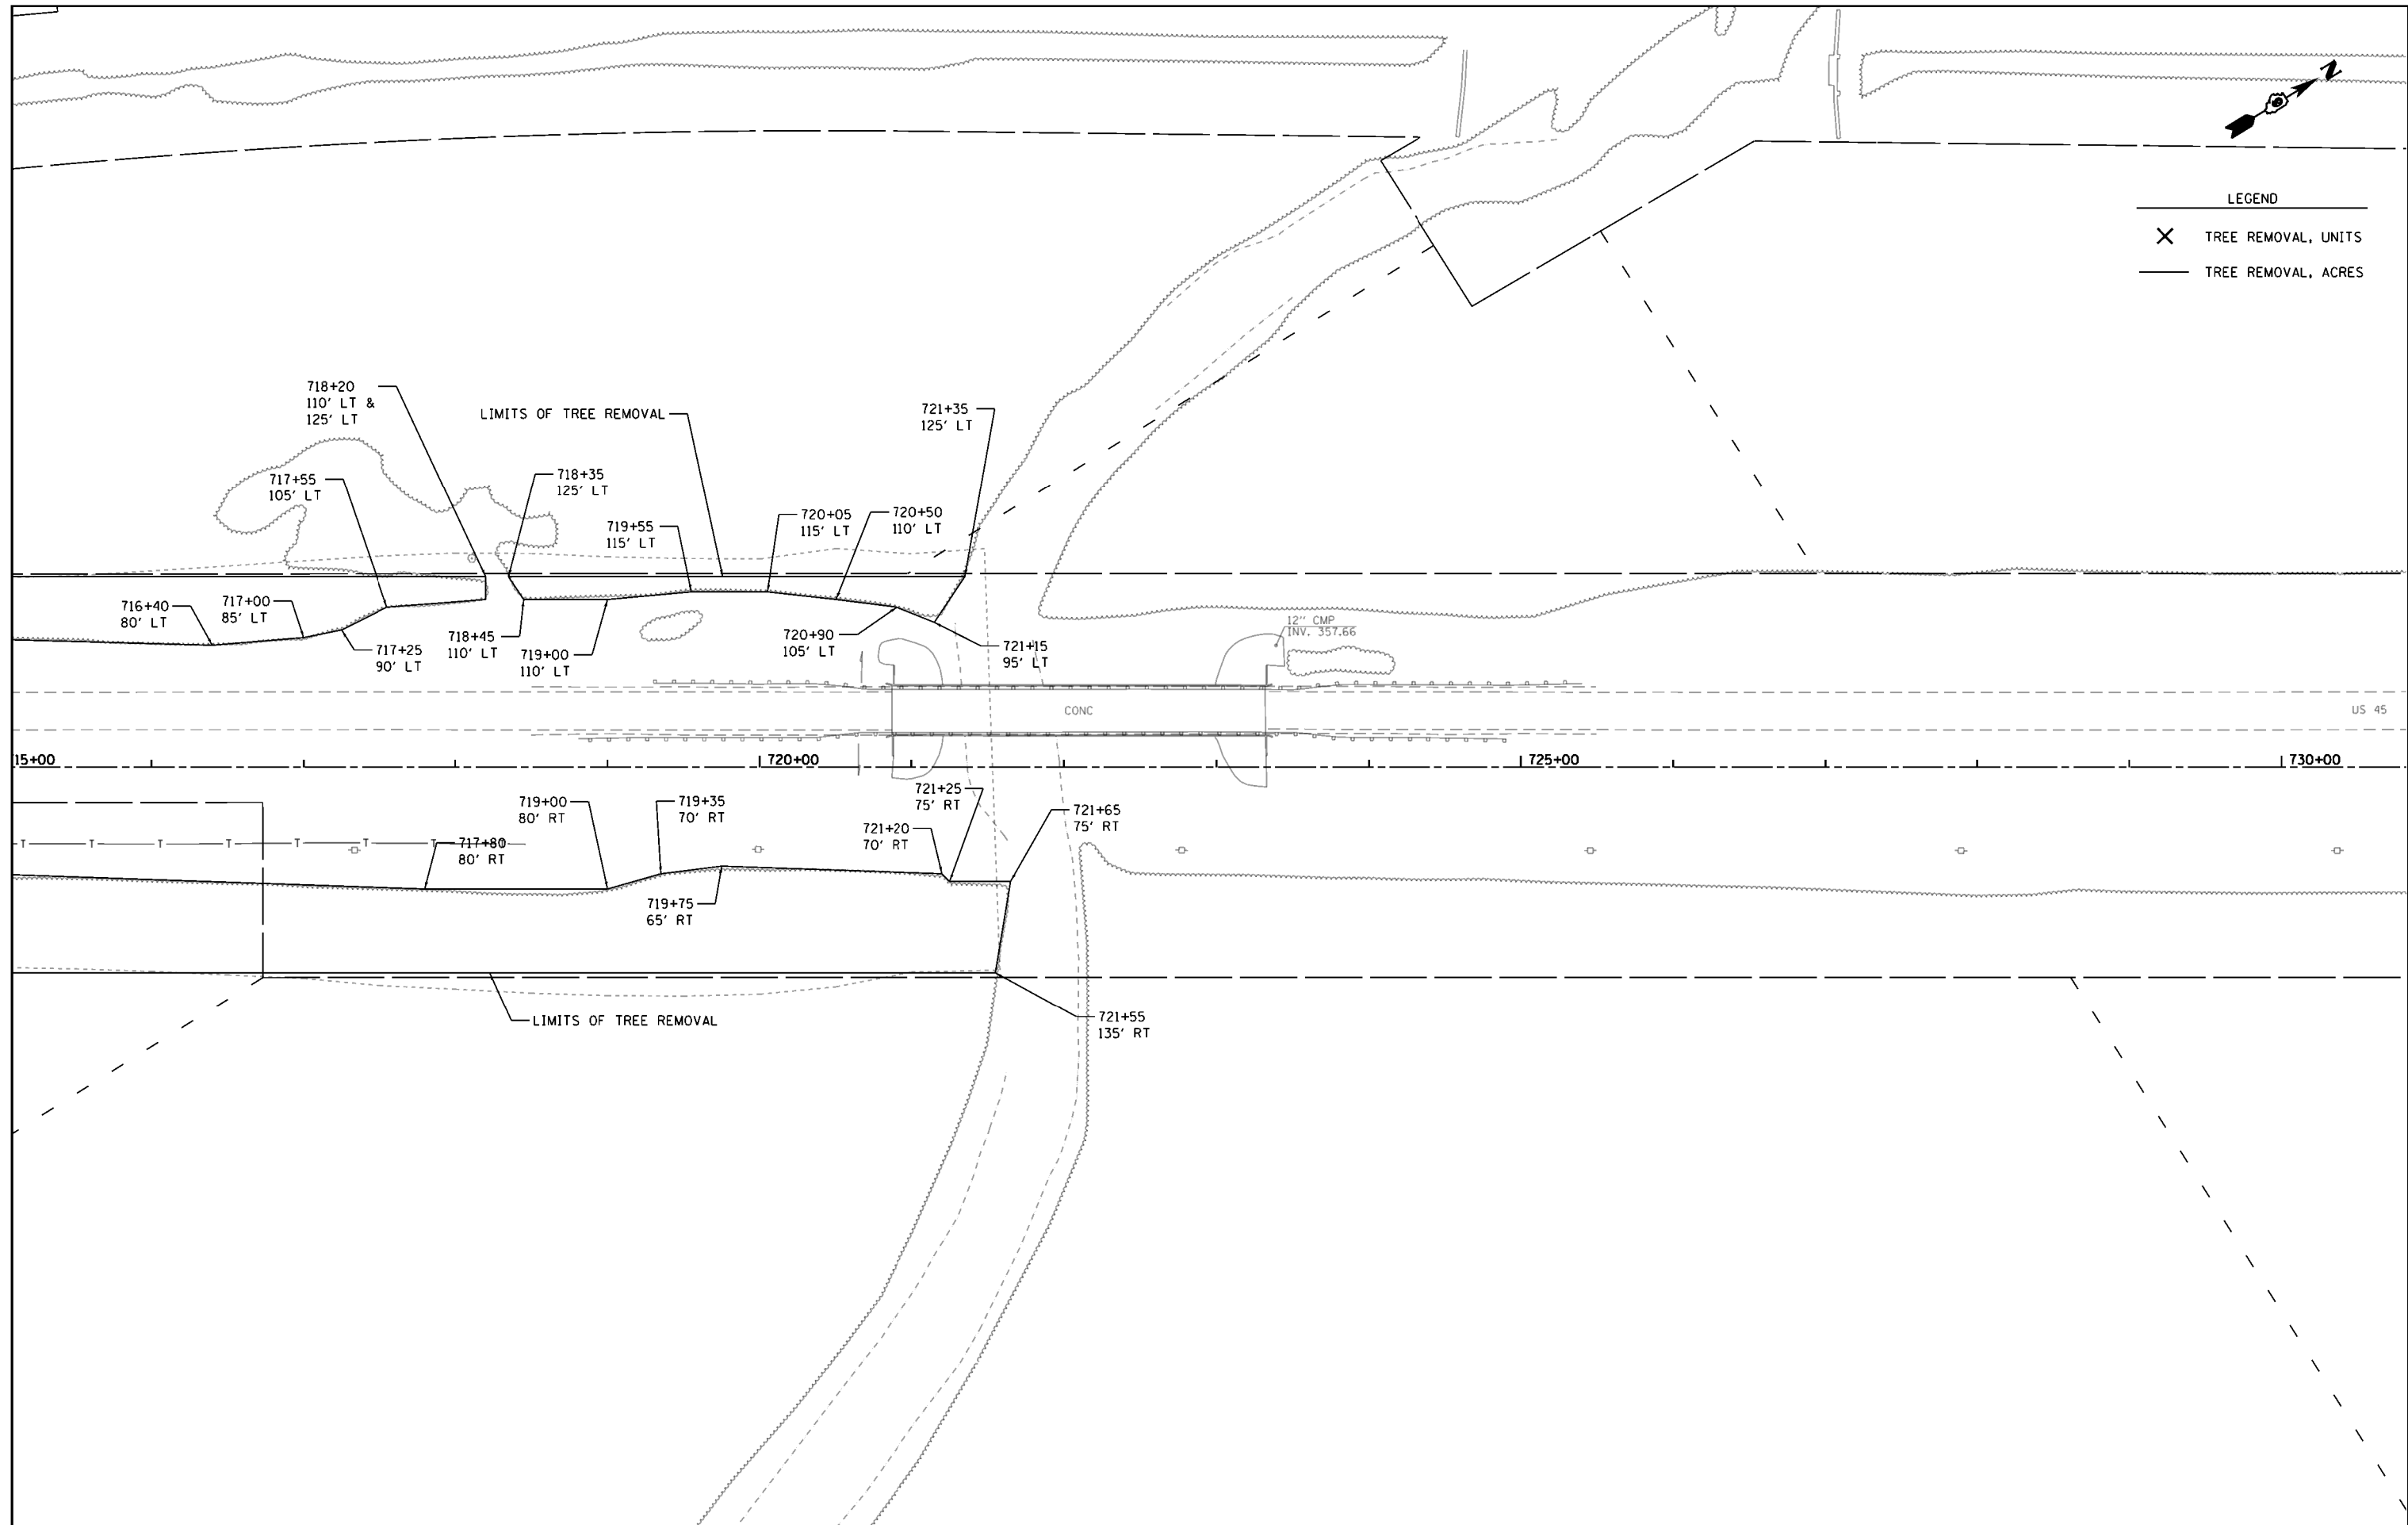 N
LEGEND
TREE REMOVAL, UNITS
TREE REMOVAL, ACRES
718+20
110' LT &
125' LT
LIMITS OF TREE REMOVAL
721+35
125' LT
717+55
105' LT
718+35
125' LT
719+55
115' LT
720+05
115' LT
720+50
110' LT
716+40
80' LT
717+00
85' LT
717+25
90' LT
718+45
110' LT
719+00
110' LT
720+90
105' LT
721+15
95' LT
12" CMP
INV. 357.66
CONC
US 45
15+00
720+00
725+00
730+00
719+00
80' RT
719+35
70' RT
721+25
75' RT
721+20
70' RT
721+65
75' RT
T T T T T T T T
717+80
80' RT
719+75
65' RT
LIMITS OF TREE REMOVAL
721+55
135' RT